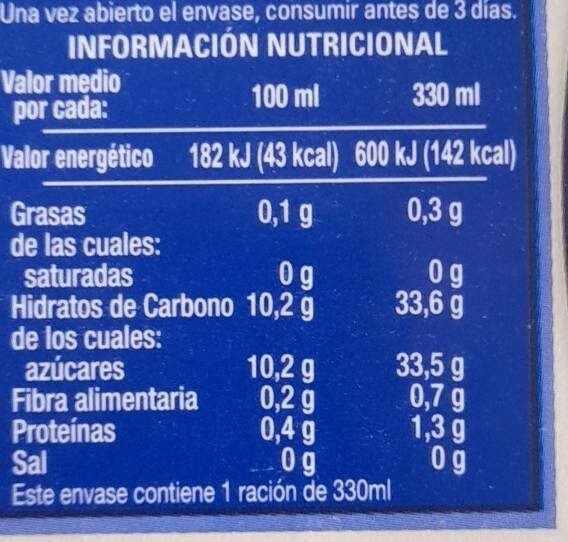 Una vez abierto el envase, consumir antes de 3 días.
INFORMACIÓN NUTRICIONAL
Valor medio
por cada: 100 ml 330 ml
Valor energético 182 kJ (43 kcal) 600 kJ (142 kcal)
Grasas 0,1 g 0,3 g
de las cuales:
saturadas 0 g 0 g
Hidratos de Carbono 10,2 g 33,6 g
de los cuales:
azúcares 10,2 g 33,5 g
Fibra alimentaria 0,2 g 0,7 g
Proteínas 0,4 g 1,3 g
Sal 0 g 0 g
Este envase contiene 1 ración de 330ml